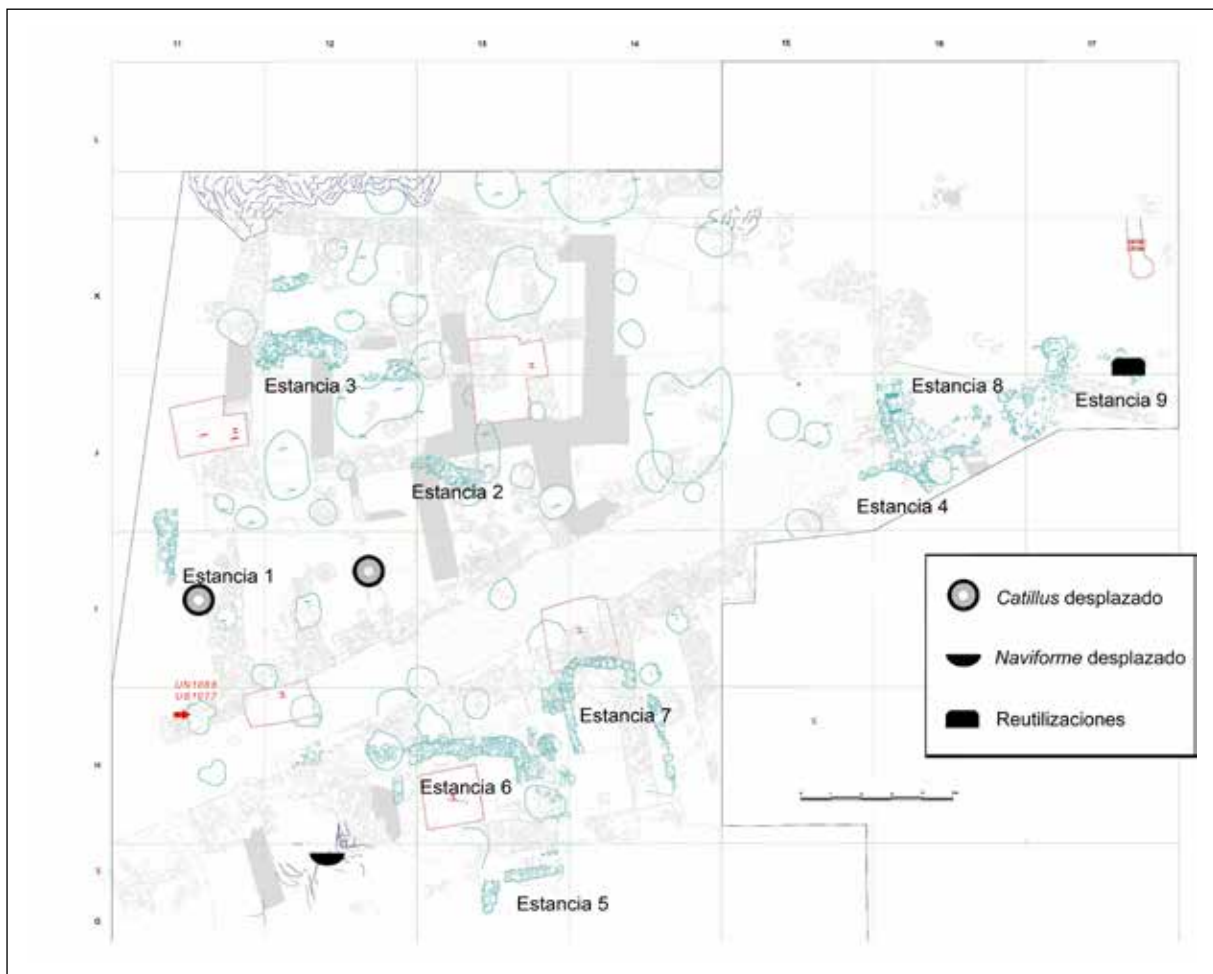 11 12 13 14 15 16 17
L
K
Estancia 3
Estancia 8
Estancia 9
J
Estancia 2
Estancia 4
Estancia 1
Catillus desplazado
I
Naviforme desplazado
Estancia 7
Reutilizaciones
H
Estancia 6
Estancia 5
G